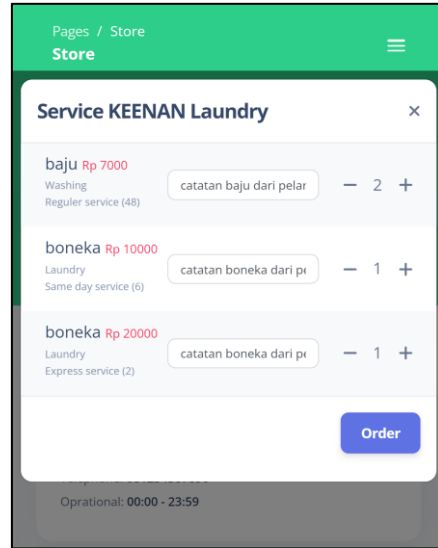 Pages / Store
Store
Service KEENAN Laundry ×
baju Rp 7000
Washing
Reguler service (48)
catatan baju dari pelar
− 2 +
boneka Rp 10000
Laundry
Same day service (6)
catatan boneka dari pe
− 1 +
boneka Rp 20000
Laundry
Express service (2)
catatan boneka dari pe
− 1 +
Order
Oprational: 00:00 - 23:59